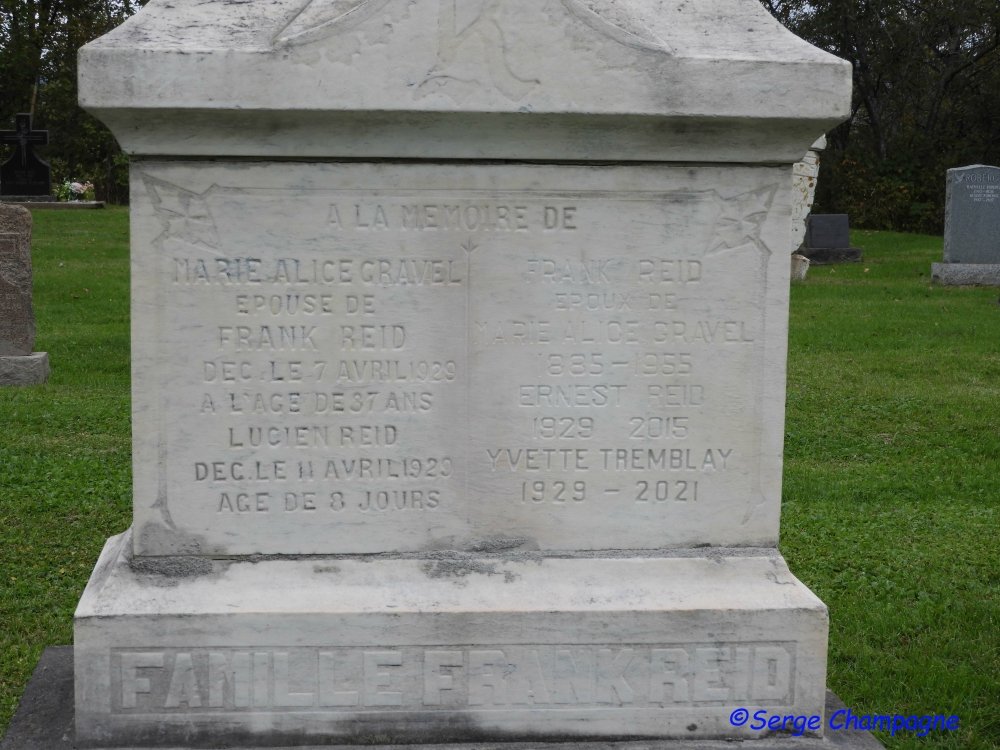 A LA MEMOIRE DE
MARIE ALICE GRAVEL
EPOUSE DE
FRANK REID
DEC. LE 7 AVRIL 1929
A L'AGE DE 37 ANS
LUCIEN REID
DEC. LE 11 AVRIL 1929
AGE DE 8 JOURS
FRANK REID
EPOUX DE
MARIE ALICE GRAVEL
1885-1955
ERNEST REID
1929 2015
YVETTE TREMBLAY
1929 - 2021
FAMILLE FRANK REID
©Serge Champagne